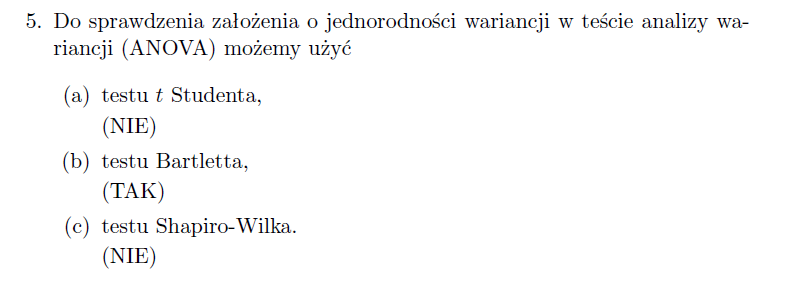 5. Do sprawdzenia założenia o jednorodności wariancji w teście analizy wa-
riancji (ANOVA) możemy użyć
(a) testu t Studenta,
(NIE)
(b) testu Bartletta,
(TAK)
(c) testu Shapiro-Wilka.
(NIE)